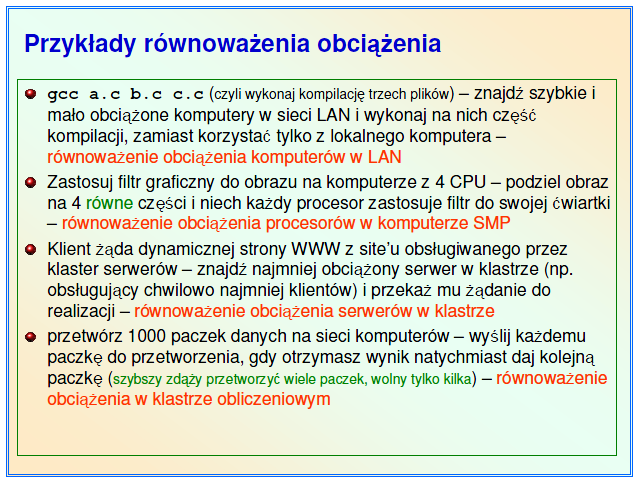 Przykłady równoważenia obciążenia
gcc a.c b.c c.c (czyli wykonaj kompilację trzech plików) – znajdź szybkie i
mało obciążone komputery w sieci LAN i wykonaj na nich część
kompilacji, zamiast korzystać tylko z lokalnego komputera –
równoważenie obciążenia komputerów w LAN
Zastosuj filtr graficzny do obrazu na komputerze z 4 CPU – podziel obraz
na 4 równe części i niech każdy procesor zastosuje filtr do swojej ćwiartki
– równoważenie obciążenia procesorów w komputerze SMP
Klient żąda dynamicznej strony WWW z site'u obsługiwanego przez
klaster serwerów – znajdź najmniej obciążony serwer w klastrze (np.
obsługujący chwilowo najmniej klientów) i przekaż mu żądanie do
realizacji – równoważenie obciążenia serwerów w klastrze
przetwórz 1000 paczek danych na sieci komputerów – wyślij każdemu
paczkę do przetworzenia, gdy otrzymasz wynik natychmiast daj kolejną
paczkę (szybszy zdąży przetworzyć wiele paczek, wolny tylko kilka) – równoważenie
obciążenia w klastrze obliczeniowym